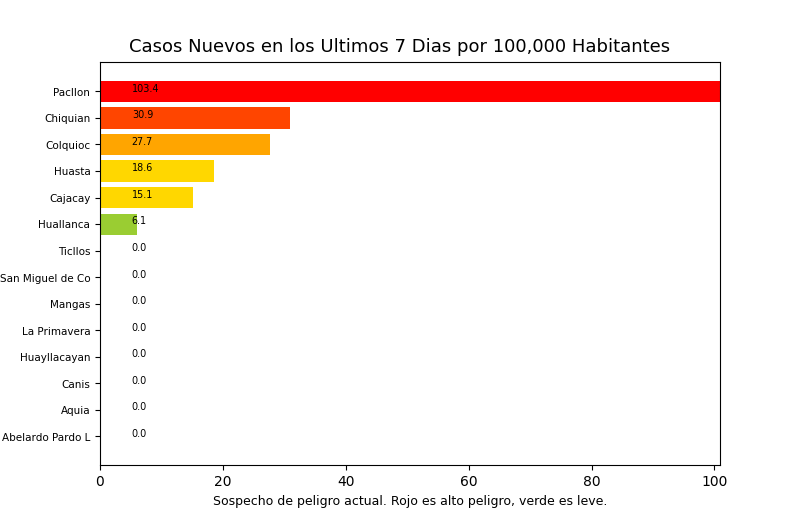 Casos Nuevos en los Ultimos 7 Dias por 100,000 Habitantes
Pacllon 103.4
Chiquian 30.9
Colquioc 27.7
Huasta 18.6
Cajacay 15.1
Huallanca 6.1
Ticllos 0.0
San Miguel de Co 0.0
Mangas 0.0
La Primavera 0.0
Huayllacayan 0.0
Canis 0.0
Aquia 0.0
Abelardo Pardo L 0.0
0 20 40 60 80 100
Sospecho de peligro actual. Rojo es alto peligro, verde es leve.